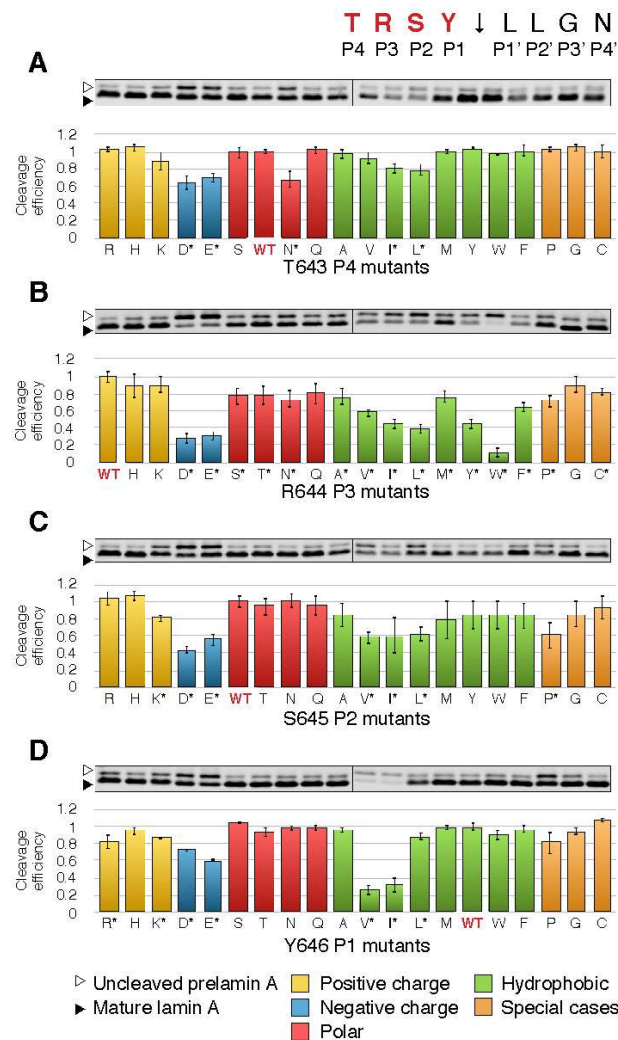 T R S Y ↓ L L G N
P4 P3 P2 P1 P1' P2' P3' P4'
A
Cleavage efficiency
1.2
1
0.8
0.6
0.4
0.2
0
R H K D* E* S WT N* Q A V I* L* M Y W F P G C
T643 P4 mutants
B
Cleavage efficiency
1.2
1
0.8
0.6
0.4
0.2
0
WT H K D* E* S* T* N* Q A* V* I* L* M* Y* W* F* P* G C*
R644 P3 mutants
C
Cleavage efficiency
1.2
1
0.8
0.6
0.4
0.2
0
R H K* D* E* WT T N Q A V* I* L* M Y W F P* G C
S645 P2 mutants
D
Cleavage efficiency
1.2
1
0.8
0.6
0.4
0.2
0
R* H K* D* E* S T N Q A V* I* L* M WT W F P G C
Y646 P1 mutants
▷ Uncleaved prelamin A
Positive charge
Hydrophobic
► Mature lamin A
Negative charge
Special cases
Polar